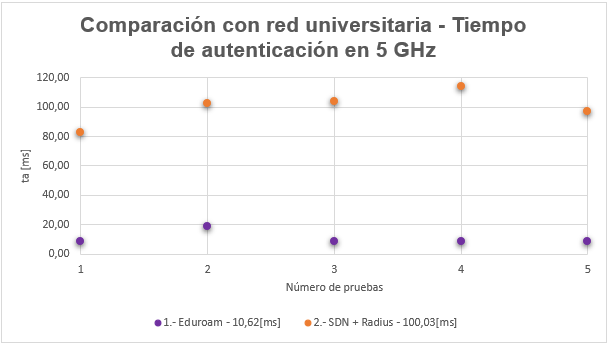 Comparación con red universitaria - Tiempo
de autenticación en 5 GHz
120,00
100,00
80,00
60,00
40,00
20,00
0,00
ta [ms]
1 2 3 4 5
Número de pruebas
1.- Eduroam - 10,62[ms] 2.- SDN + Radius - 100,03[ms]